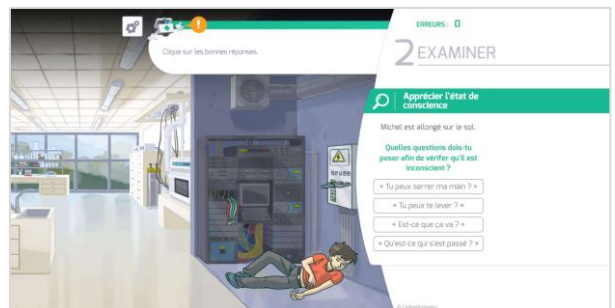 ERREURS : 0
Clique sur les bonnes réponses.
2 EXAMINER
Apprécier l'état de
conscience
Michel est allongé sur le sol.
Quelles questions dois-tu
poser afin de vérifer qu'il est
inconscient ?
« Tu peux serrer ma main ? »
« Tu peux te lever ? »
« Est-ce que ça va ? »
« Qu'est-ce qui s'est passé ? »